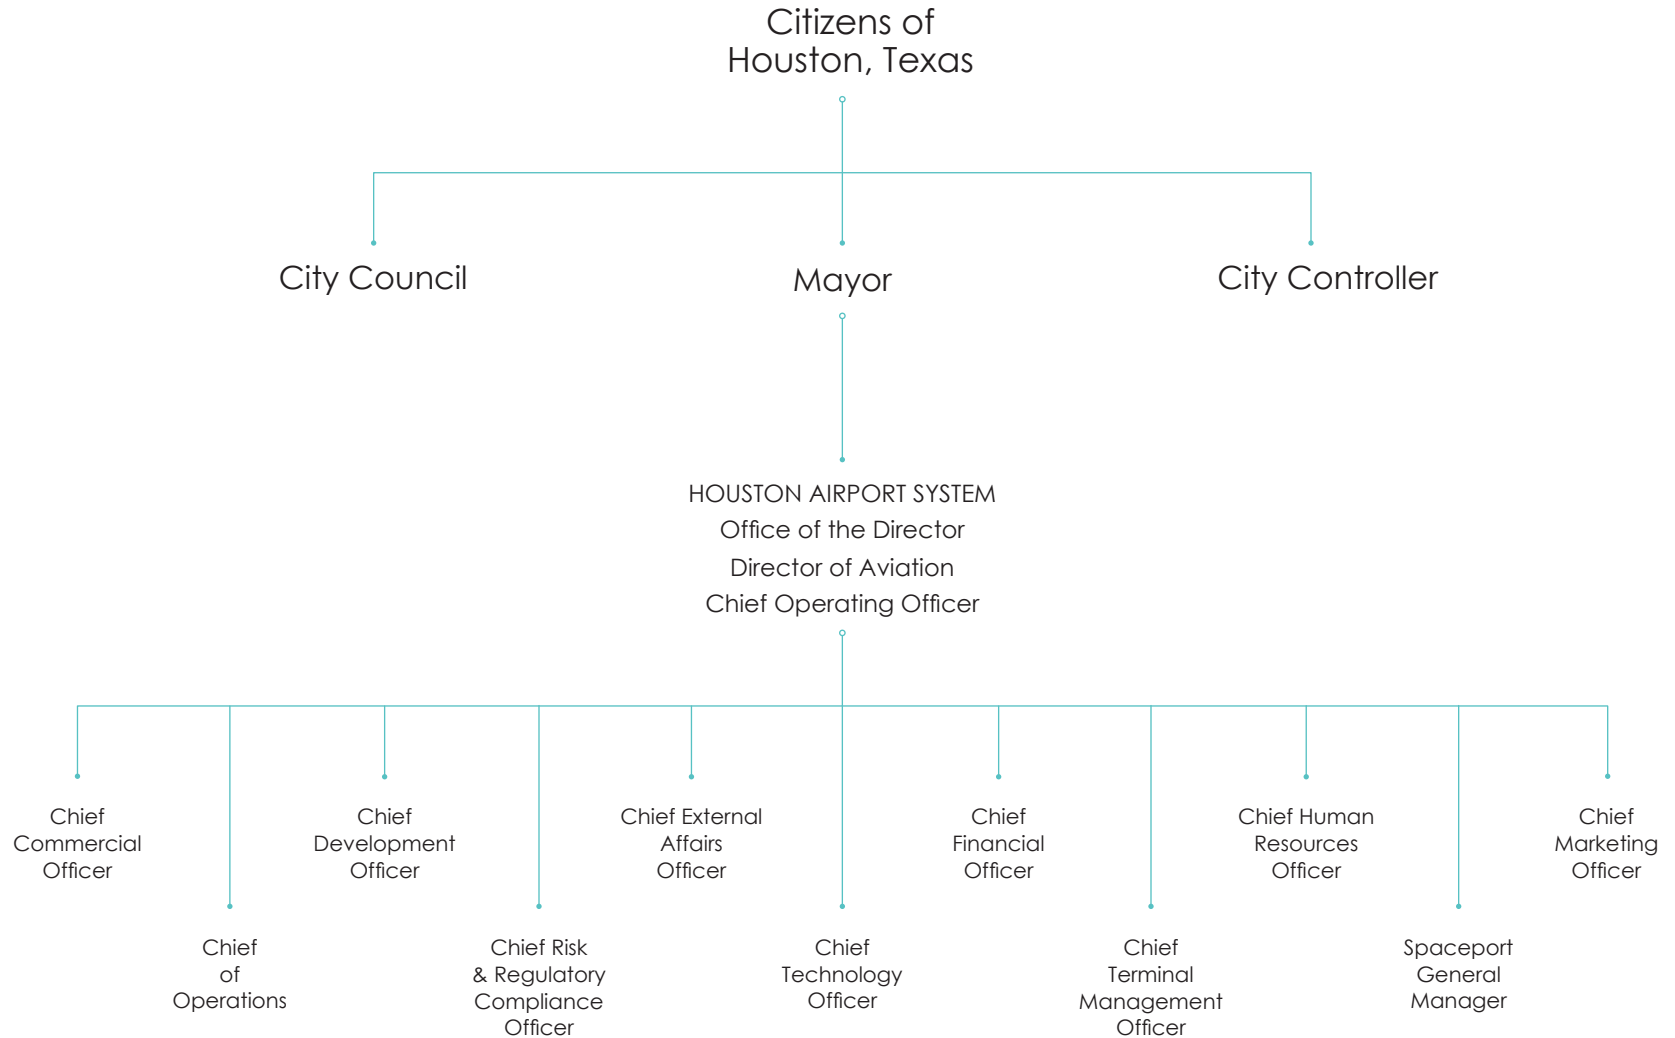 Citizens of
Houston, Texas
City Council
Mayor
City Controller
HOUSTON AIRPORT SYSTEM
Office of the Director
Director of Aviation
Chief Operating Officer
Chief
Commercial
Officer
Chief
Development
Officer
Chief External
Affairs
Officer
Chief
Financial
Officer
Chief Human
Resources
Officer
Chief
Marketing
Officer
Chief
of
Operations
Chief Risk
& Regulatory
Compliance
Officer
Chief
Technology
Officer
Chief
Terminal
Management
Officer
Spaceport
General
Manager